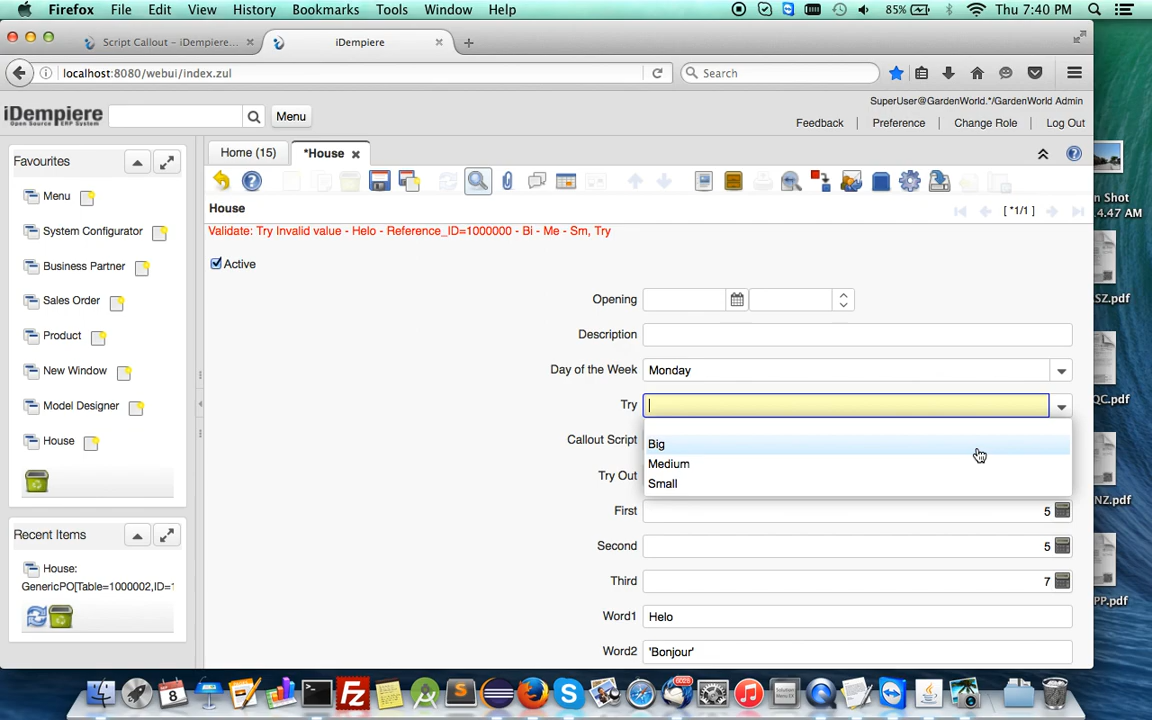 Firefox File Edit View History Bookmarks Tools Window Help 85% Thu 7:40 PM
Script Callout – iDempiere... iDempiere
localhost:8080/webui/index.zul Search
SuperUser@GardenWorld.*/GardenWorld Admin
iDempiere Menu
Open Source ERP System
Feedback Preference Change Role Log Out
Favourites
Home (15) *House
Menu
System Configurator
Business Partner
Sales Order
Product
New Window
Model Designer
House
Recent Items
House:
GenericPO[Table=1000002,ID=1
House
[ *1/1 ]
Validate: Try Invalid value - Helo - Reference_ID=1000000 - Bi - Me - Sm, Try
Active
Opening
Description
Day of the Week Monday
Try
Big
Medium
Small
Callout Script
Try Out
First 5
Second 5
Third 7
Word1 Helo
Word2 'Bonjour'
n Shot
.4.47 AM
SZ.pdf
QC.pdf
NZ.pdf
PP.pdf